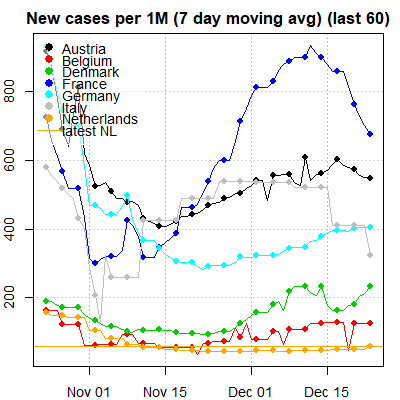 New cases per 1M (7 day moving avg) (last 60)
Austria
Belgium
Denmark
France
Germany
Italy
Netherlands
latest NL
800
600
400
200
Nov 01 Nov 15 Dec 01 Dec 15